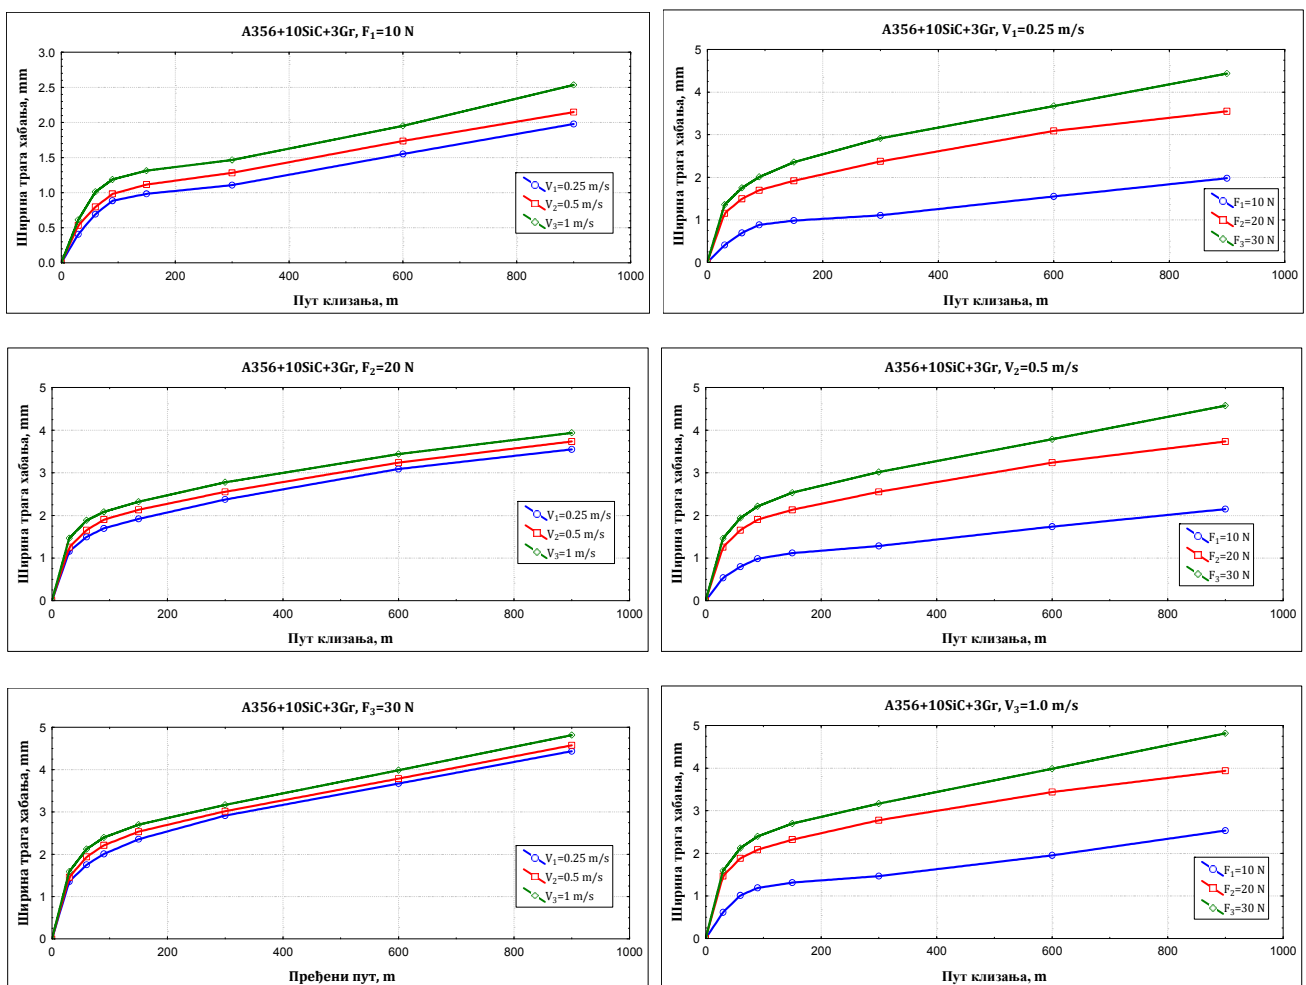 A356+10SiC+3Gr, F₁=10 N
Ширина трага хабања, mm
3.0
2.5
2.0
1.5
1.0
0.5
0.0
0 200 400 600 800 1000
Пут клизања, m
V₁=0.25 m/s
V₂=0.5 m/s
V₃=1 m/s
A356+10SiC+3Gr, V₁=0.25 m/s
Ширина трага хабања, mm
5
4
3
2
1
0
0 200 400 600 800 1000
Пут клизања, m
F₁=10 N
F₂=20 N
F₃=30 N
A356+10SiC+3Gr, F₂=20 N
Ширина трага хабања, mm
5
4
3
2
1
0
0 200 400 600 800 1000
Пут клизања, m
V₁=0.25 m/s
V₂=0.5 m/s
V₃=1 m/s
A356+10SiC+3Gr, V₂=0.5 m/s
Ширина трага хабања, mm
5
4
3
2
1
0
0 200 400 600 800 1000
Пут клизања, m
F₁=10 N
F₂=20 N
F₃=30 N
A356+10SiC+3Gr, F₃=30 N
Ширина трага хабања, mm
5
4
3
2
1
0
0 200 400 600 800 1000
Пређени пут, m
V₁=0.25 m/s
V₂=0.5 m/s
V₃=1 m/s
A356+10SiC+3Gr, V₃=1.0 m/s
Ширина трага хабања, mm
5
4
3
2
1
0
0 200 400 600 800 1000
Пут клизања, m
F₁=10 N
F₂=20 N
F₃=30 N